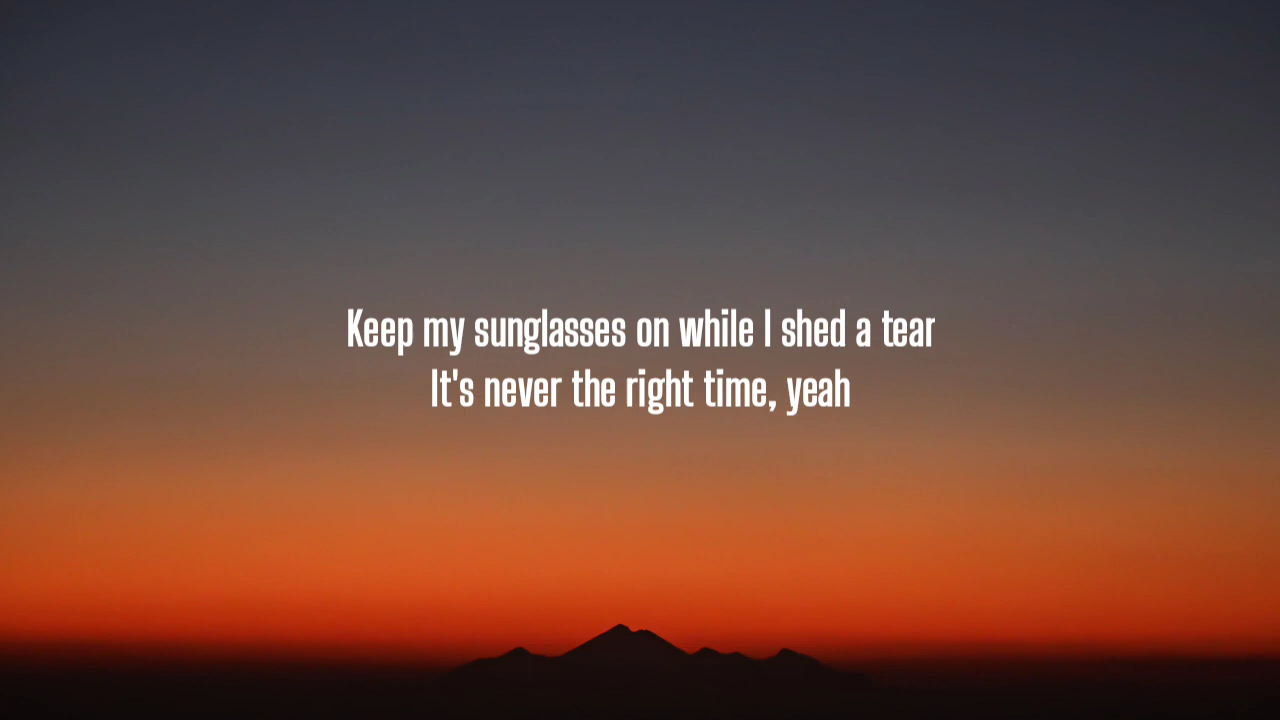 Keep my sunglasses on while I shed a tear
It's never the right time, yeah